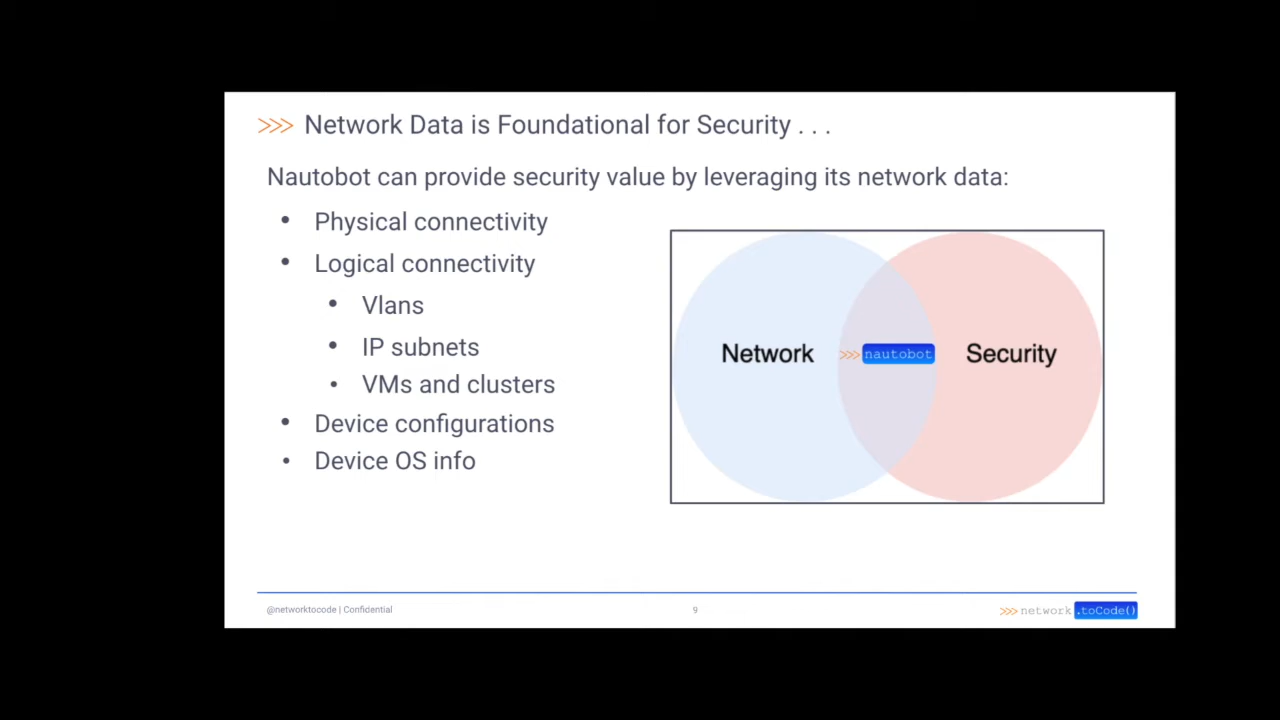 >>> Network Data is Foundational for Security . . .
Nautobot can provide security value by leveraging its network data:
• Physical connectivity
• Logical connectivity
• Vlans
• IP subnets
• VMs and clusters
• Device configurations
• Device OS info
Network >>> nautobot Security
@networktocode | Confidential 9 >>> network .toCode()